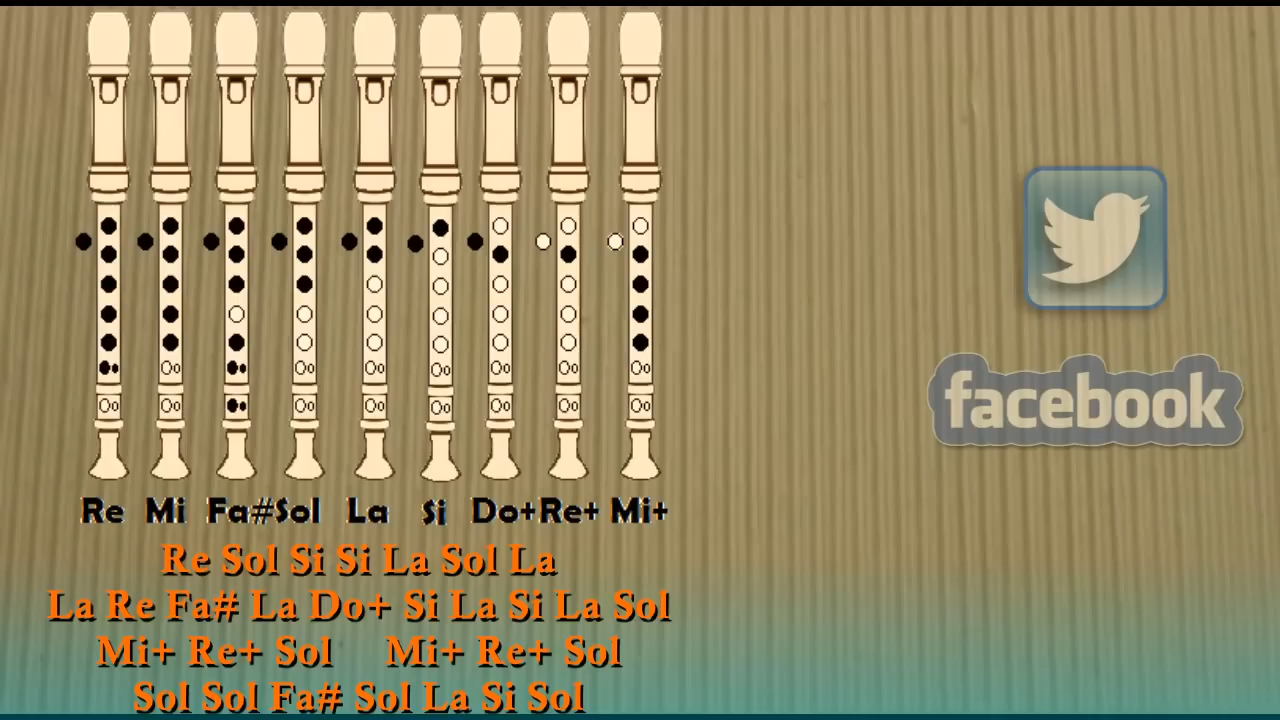 Re Mi Fa# Sol La Si Do+ Re+ Mi+
Re Sol Si Si La Sol La
La Re Fa# La Do+ Si La Si La Sol
Mi+ Re+ Sol Mi+ Re+ Sol
Sol Sol Fa# Sol La Si Sol
facebook